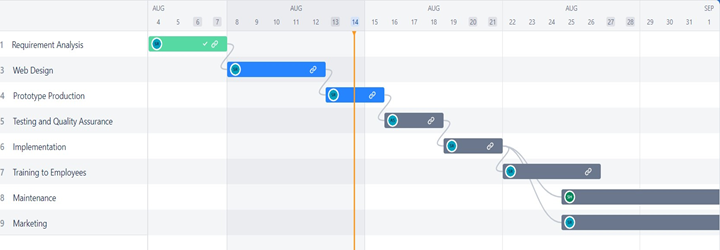 AUG AUG AUG AUG SEP
4 5 6 7 8 9 10 11 12 13 14 15 16 17 18 19 20 21 22 23 24 25 26 27 28 29 30 31 1
1 Requirement Analysis
3 Web Design
4 Prototype Production
5 Testing and Quality Assurance
6 Implementation
7 Training to Employees
8 Maintenance
9 Marketing